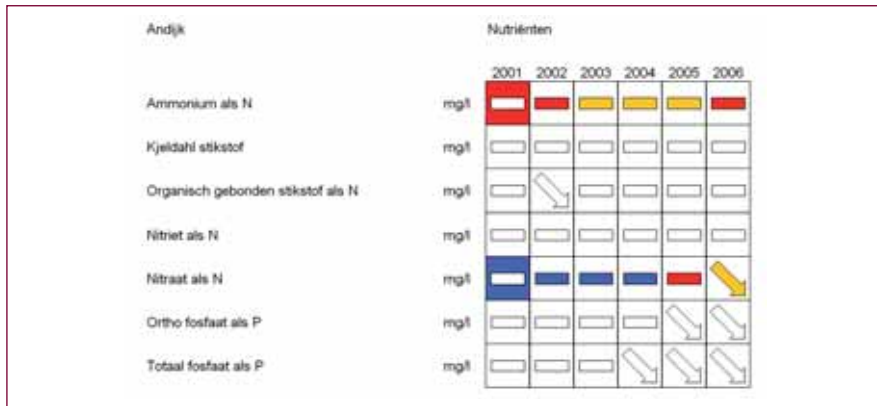 Andijk Nutriënten
2001 2002 2003 2004 2005 2006
Ammonium als N mg/l
Kjeldahl stikstof mg/l
Organisch gebonden stikstof als N mg/l
Nitriet als N mg/l
Nitraat als N mg/l
Ortho fosfaat als P mg/l
Totaal fosfaat als P mg/l